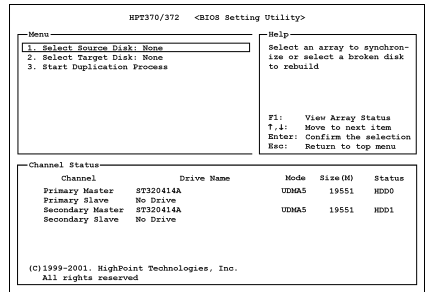 HPT370/372 <BIOS Setting Utility>
Menu
1. Select Source Disk: None
2. Select Target Disk: None
3. Start Duplication Process
Help
Select an array to synchron-
ize or select a broken disk
to rebuild
F1: View Array Status
↑,↓: Move to next item
Enter: Confirm the selection
Esc: Return to top menu
Channel Status
Channel Drive Name Mode Size(M) Status
Primary Master ST320414A UDMA5 19551 HDD0
Primary Slave No Drive
Secondary Master ST320414A UDMA5 19551 HDD1
Secondary Slave No Drive
(C)1999-2001. HighPoint Technologies, Inc.
All rights reserved